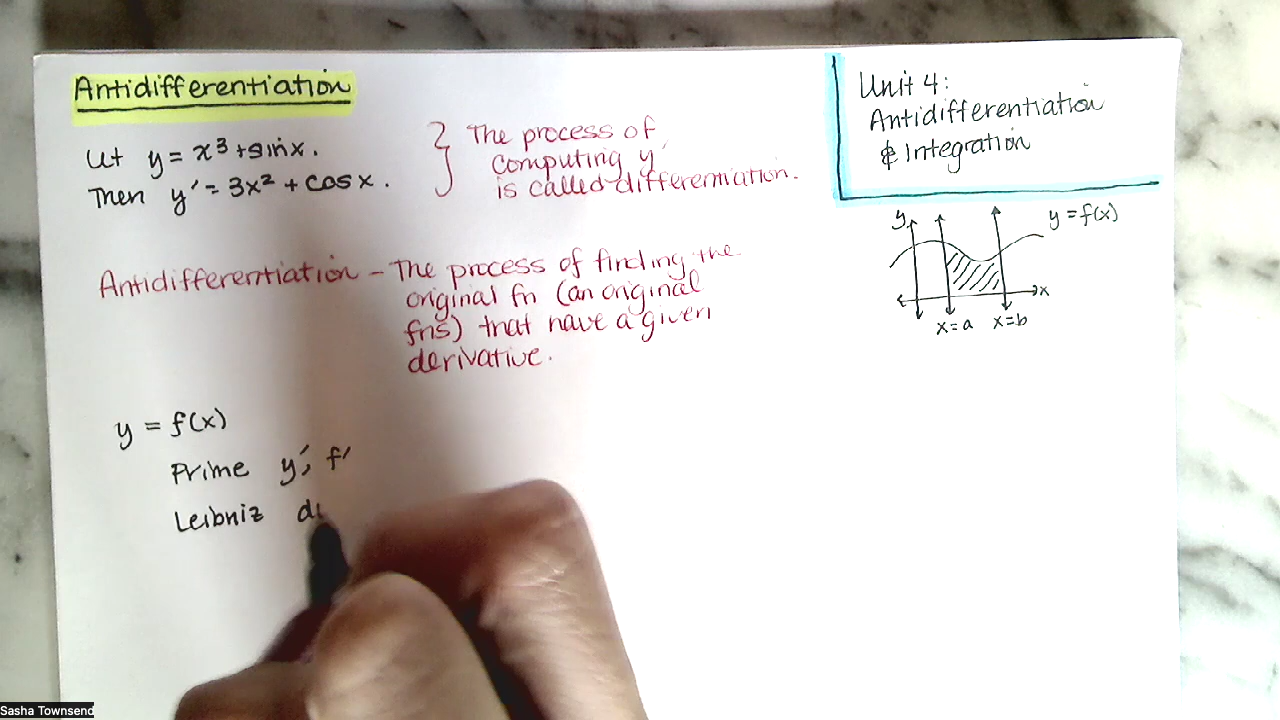 Antidifferentiation
Let y = x³ + sin x.
Then y′ = 3x² + cos x.
} The process of
computing y′
is called differentiation.
Unit 4:
Antidifferentiation
& Integration
y
y = f(x)
x
x=a x=b
Antidifferentiation – The process of finding the
original fn (an original
fns) that have a given
derivative.
y = f(x)
Prime y′, f′
Leibniz d
Sasha Townsend